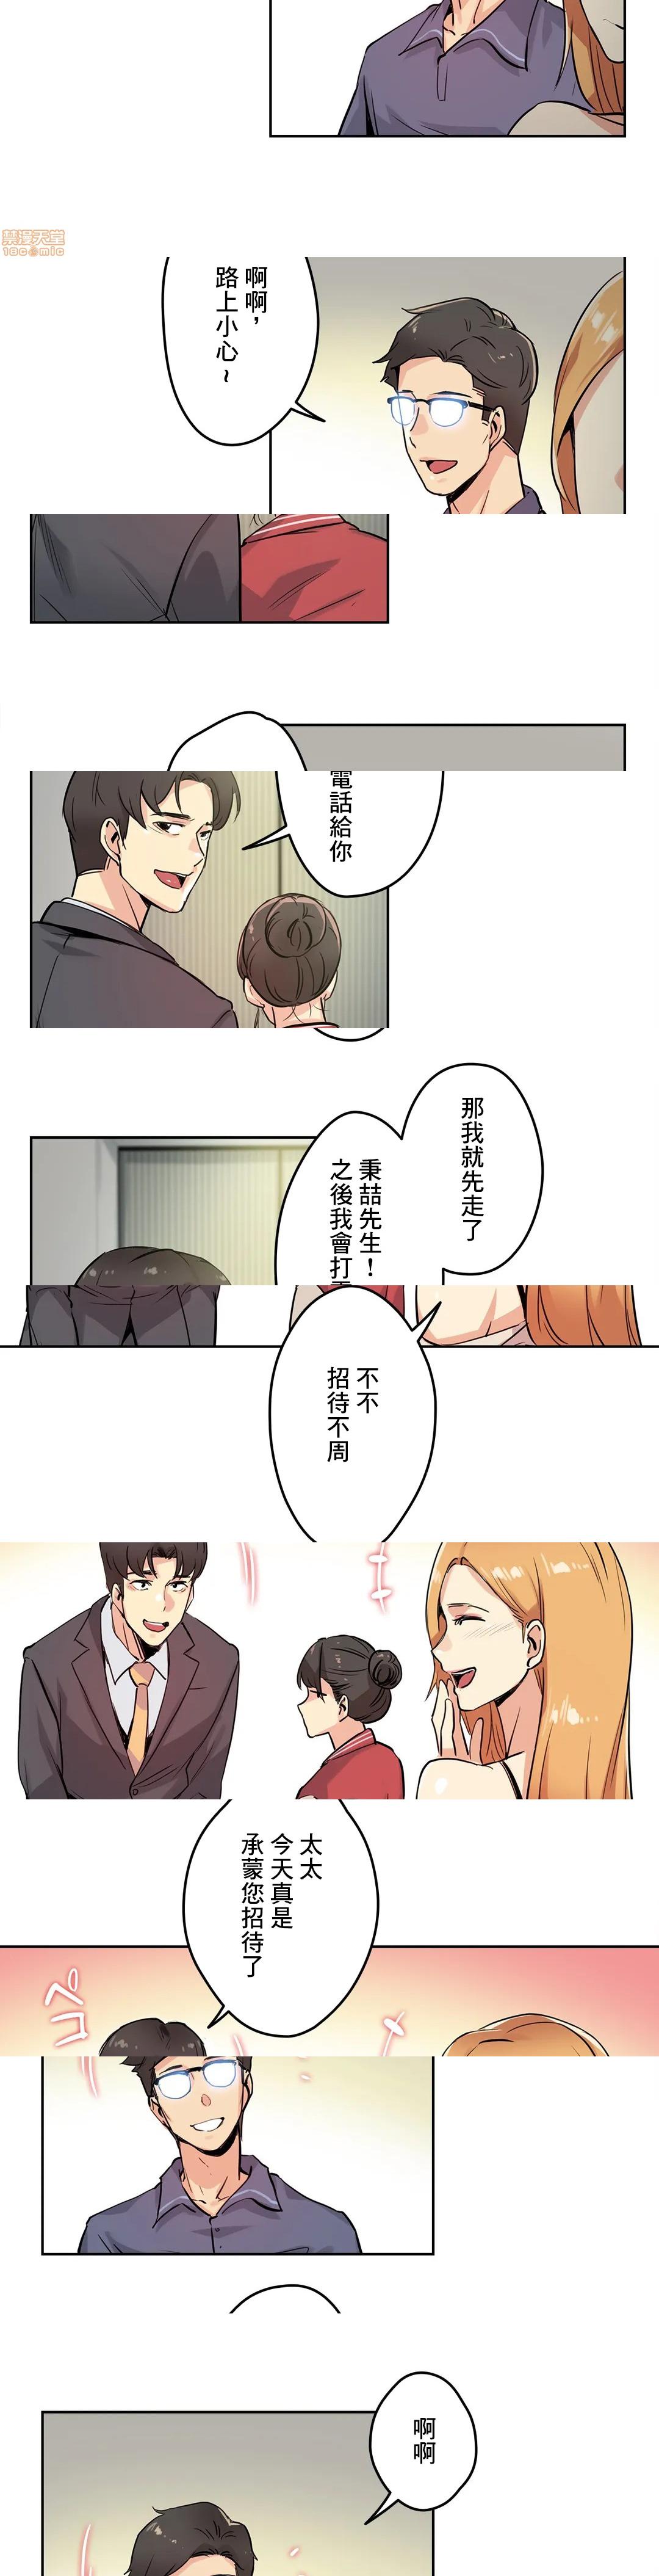 禁漫天堂
18comic
啊啊，
路上小心~
電話給你
那我就先走了
秉喆先生！
之後我會打電
不不
招待不周
太太
今天真是
承蒙您招待了
ペコ
啊啊